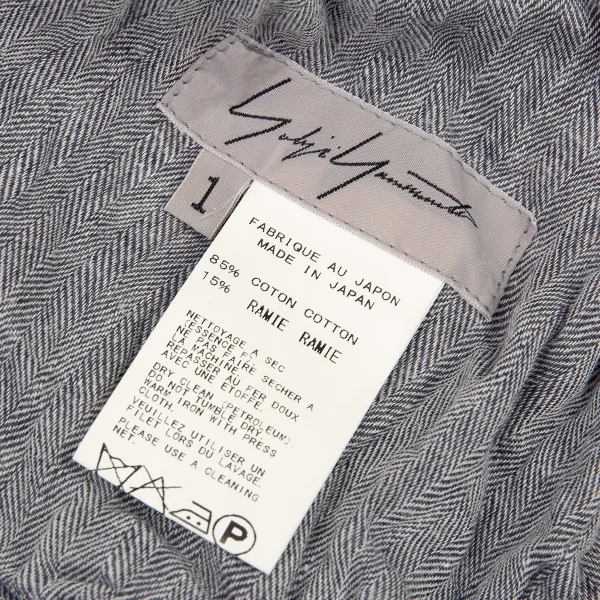 Yohji Yamamoto
1
FABRIQUE AU JAPON
MADE IN JAPAN
85% COTON COTTON
15% RAMIE RAMIE
NETTOYAGE A SEC
(ESSENCE F).
NE PAS FAIRE SECHER A
LA MACHINE.
REPASSER AU FER DOUX
AVEC UNE ETOFFE.
DRY CLEAN (PETROLEUM).
DO NOT TUMBLE DRY.
WARM IRON WITH PRESS
CLOTH.
VEUILLEZ UTILISER UN
FILET LORS DU LAVAGE.
PLEASE USE A CLEANING
NET.
P